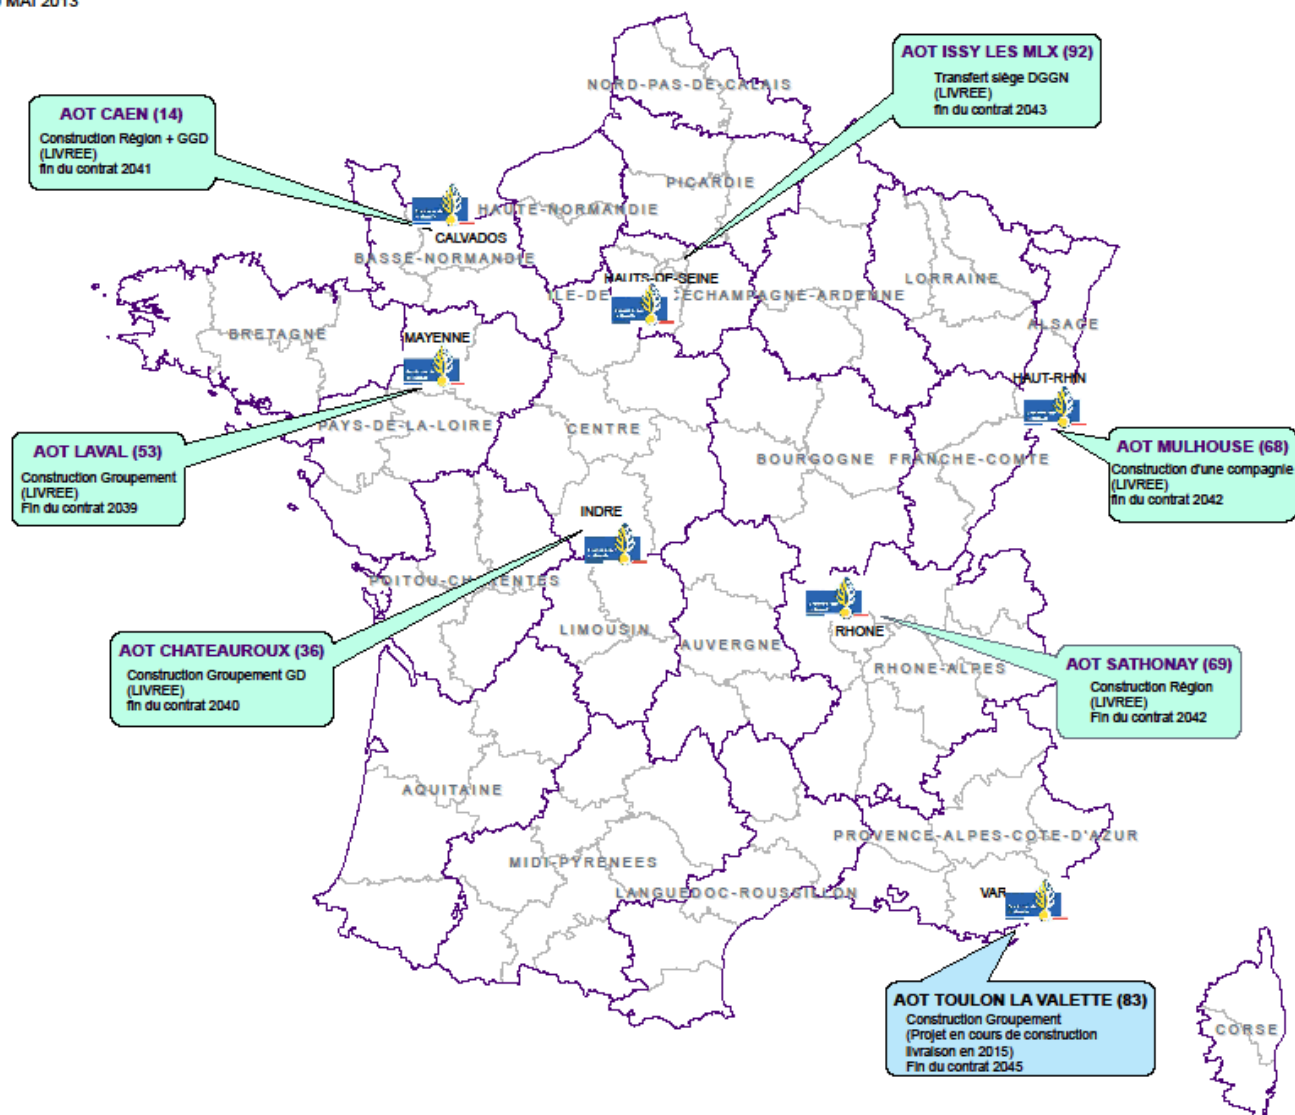 MAI 2013
AOT ISSY LES MLX (92)
Transfert siège DGGN
(LIVREE)
fin du contrat 2043
NORD-PAS-DE-CALAIS
AOT CAEN (14)
Construction Région + GGD
(LIVREE)
fin du contrat 2041
PICARDIE
HAUTE-NORMANDIE
CALVADOS
BASSE-NORMANDIE
LORRAINE
HAUTS-DE-SEINE
ILE-DE
CHAMPAGNE-ARDENNE
ALSACE
BRETAGNE
MAYENNE
HAUT-RHIN
PAYS-DE-LA-LOIRE
CENTRE
AOT LAVAL (53)
Construction Groupement
(LIVREE)
Fin du contrat 2039
BOURGOGNE
FRANCHE-COMTE
AOT MULHOUSE (68)
Construction d'une compagnie
(LIVREE)
fin du contrat 2042
INDRE
POITOU-CHARENTES
LIMOUSIN
AUVERGNE
RHONE
RHONE-ALPES
AOT CHATEAUROUX (36)
Construction Groupement GD
(LIVREE)
fin du contrat 2040
AOT SATHONAY (69)
Construction Région
(LIVREE)
Fin du contrat 2042
AQUITAINE
PROVENCE-ALPES-COTE-D'AZUR
MIDI-PYRENEES
LANGUEDOC-ROUSSILLON
VAR
AOT TOULON LA VALETTE (83)
Construction Groupement
(Projet en cours de construction
livraison en 2015)
Fin du contrat 2045
CORSE